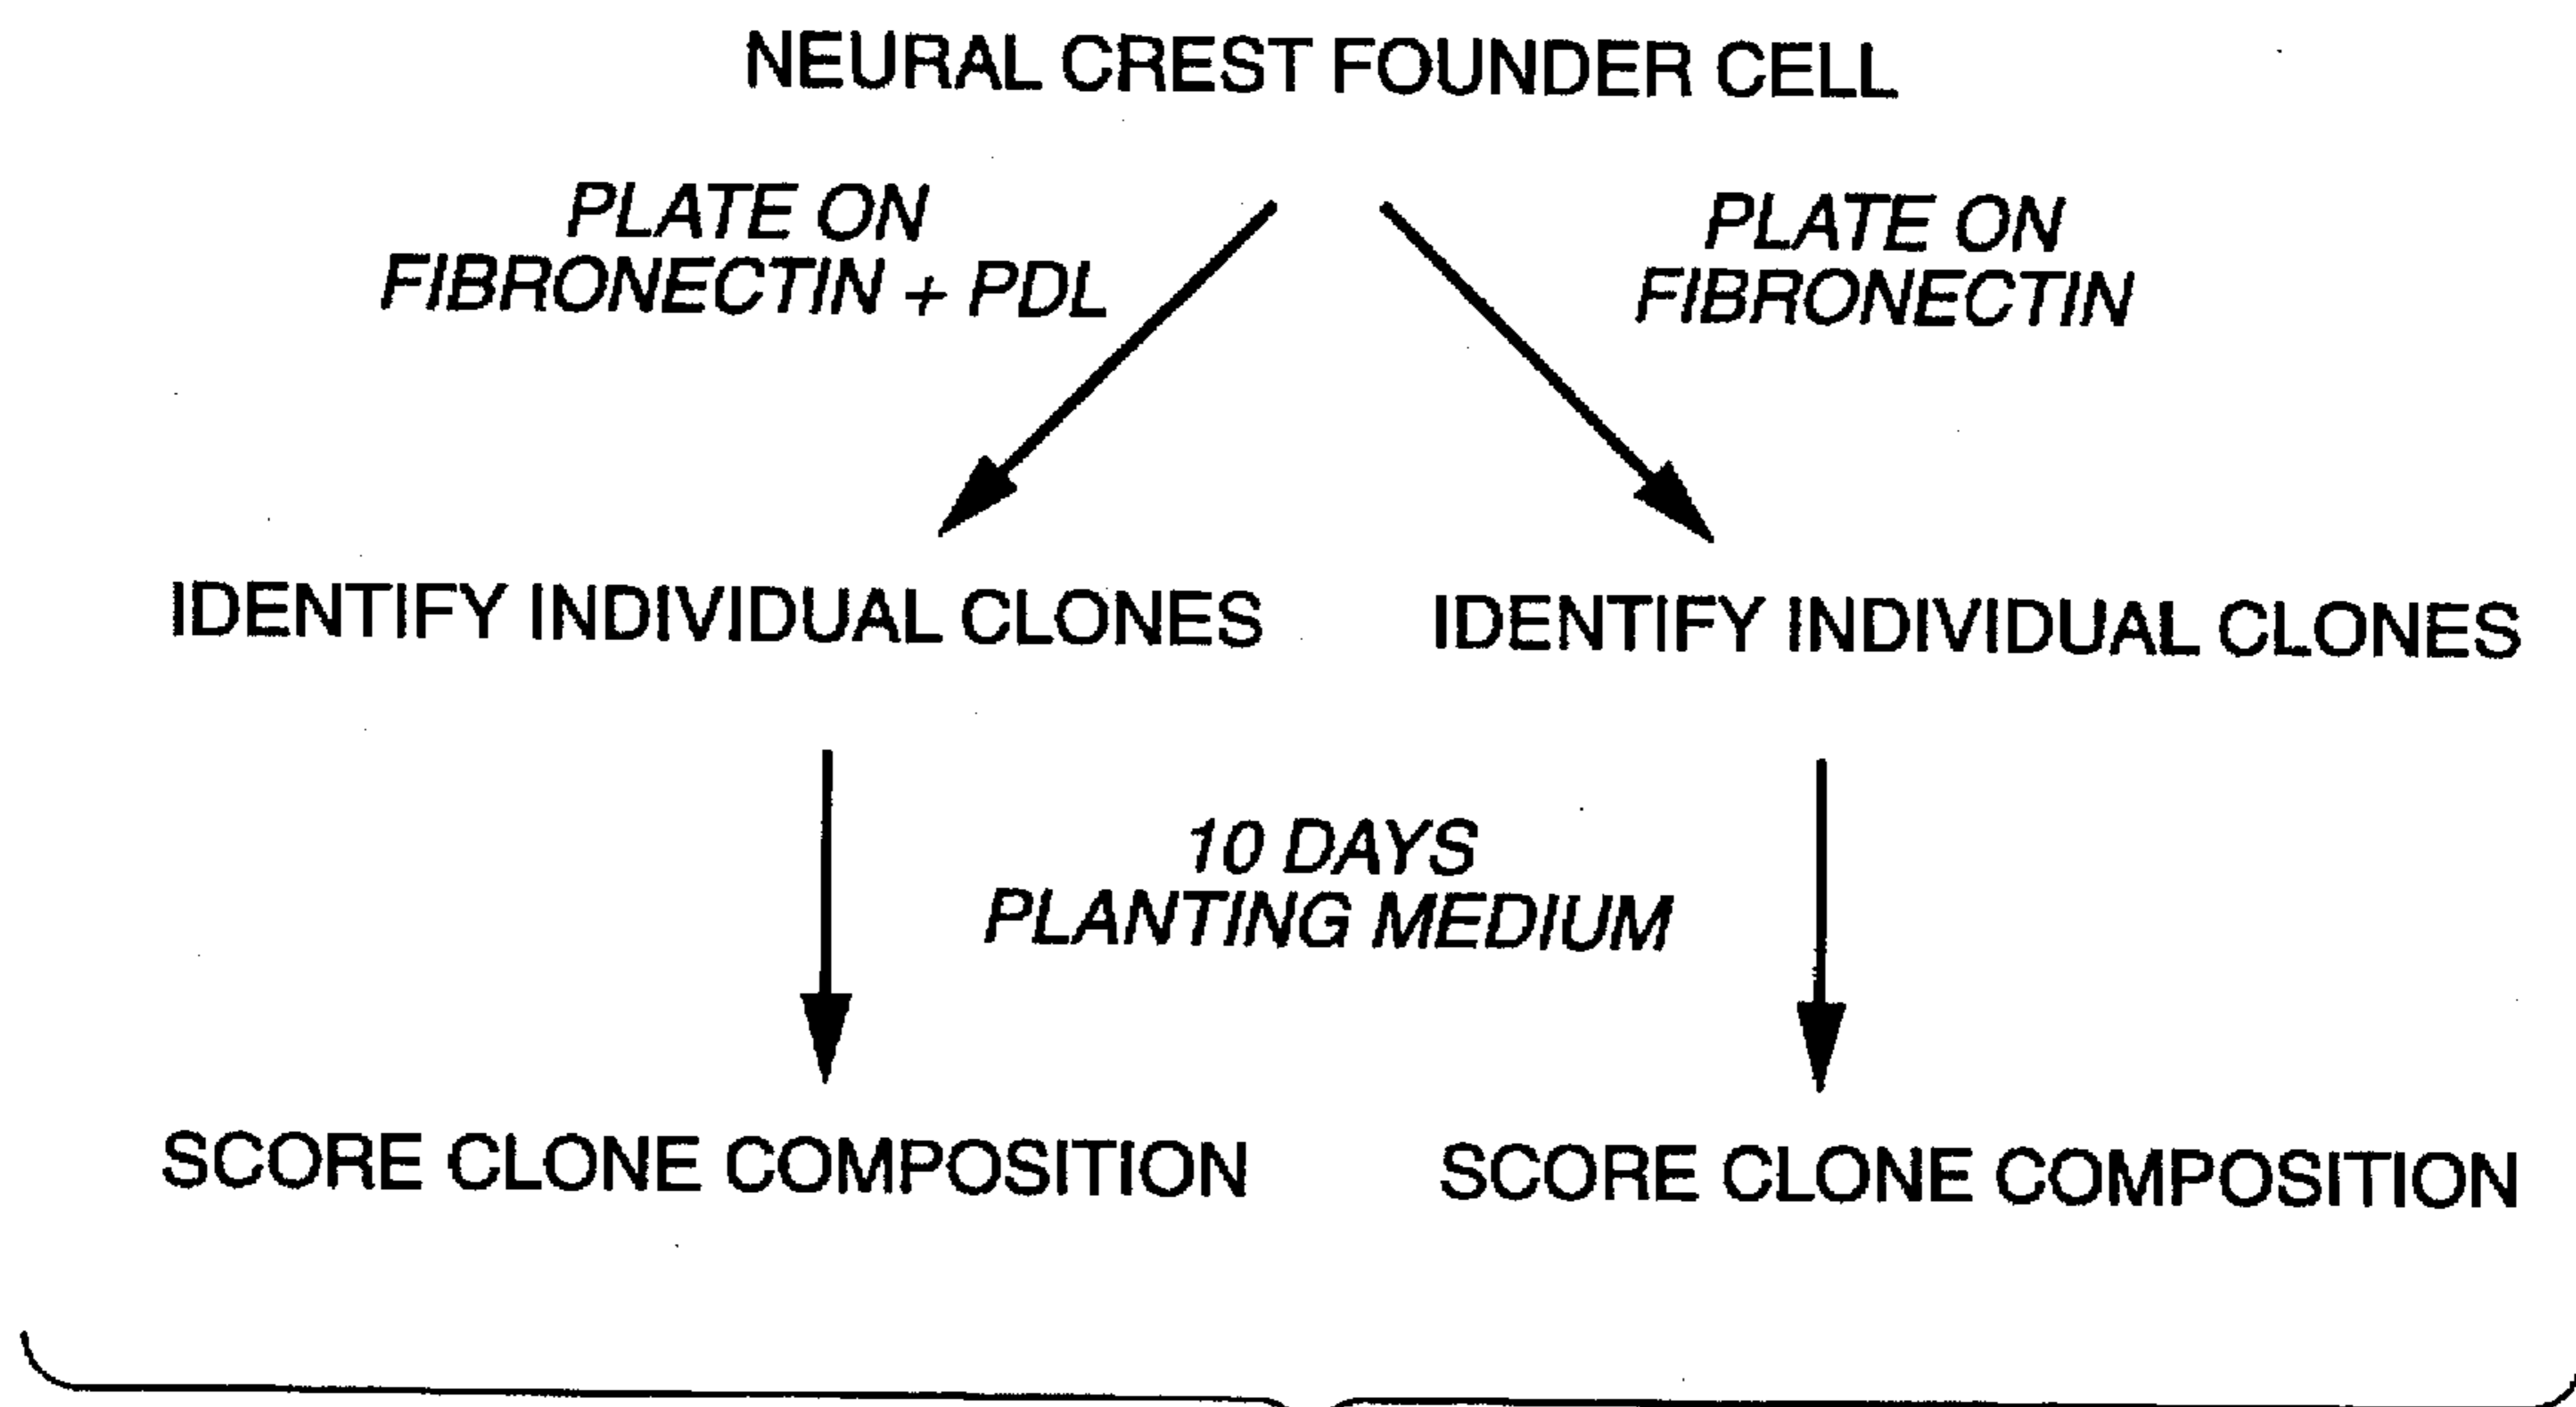 NEURAL CREST FOUNDER CELL
PLATE ON
FIBRONECTIN + PDL
PLATE ON
FIBRONECTIN
IDENTIFY INDIVIDUAL CLONES
IDENTIFY INDIVIDUAL CLONES
10 DAYS
PLANTING MEDIUM
SCORE CLONE COMPOSITION
SCORE CLONE COMPOSITION